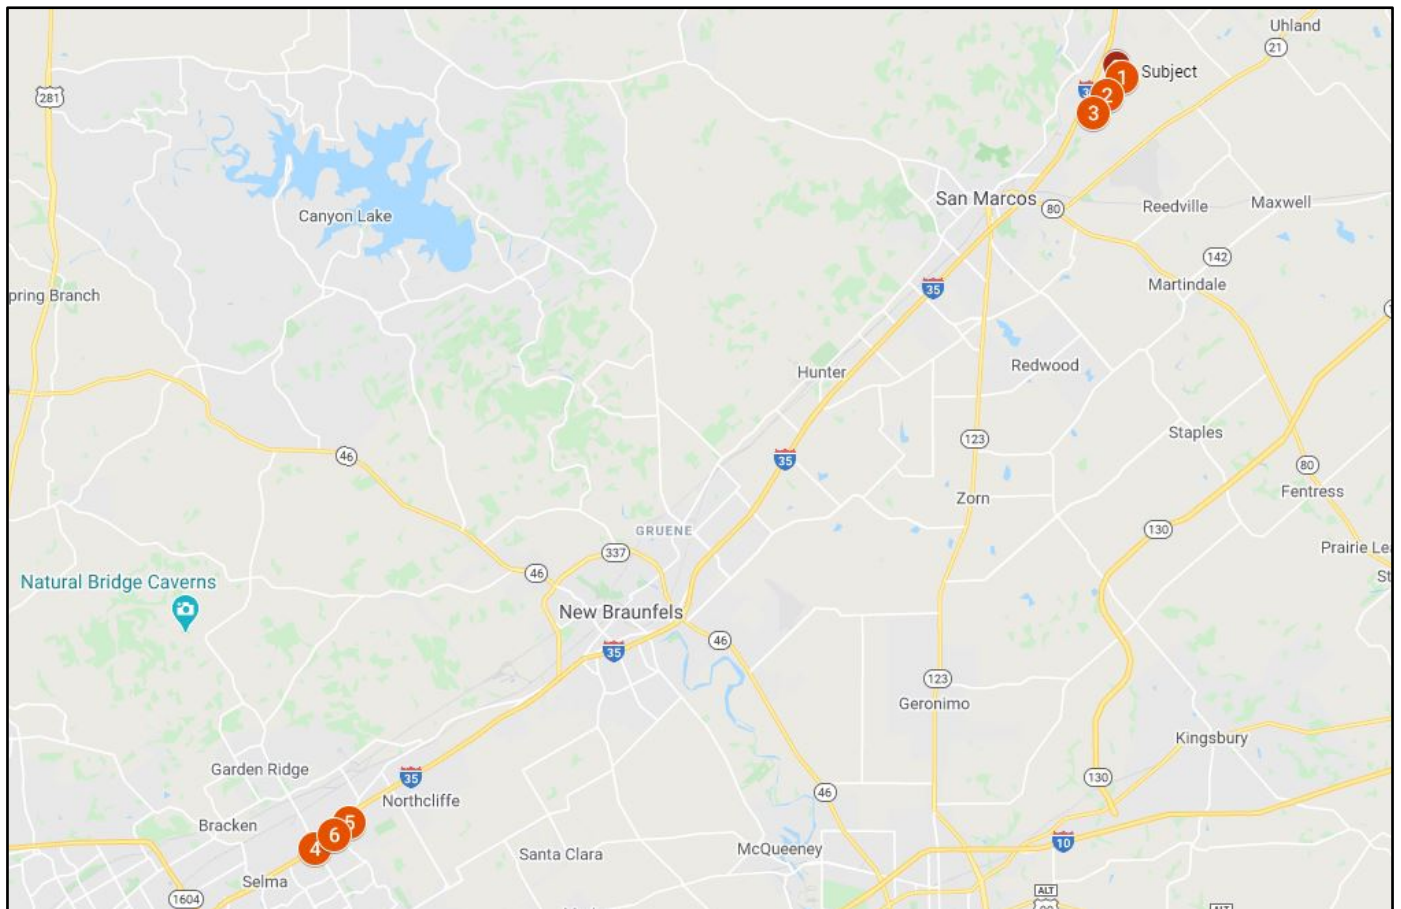 Uhland
21
281
1
Subject
2
3
San Marcos
80
Reedville
Maxwell
Canyon Lake
142
Martindale
35
pring Branch
Hunter
Redwood
123
Staples
46
35
80
Zorn
Fentress
GRUENE
130
337
Prairie Le
St
46
Natural Bridge Caverns
New Braunfels
46
35
123
Geronimo
Kingsbury
Garden Ridge
35
130
Northcliffe
46
Bracken
5
6
4
McQueeney
10
Santa Clara
Selma
1604
ALT